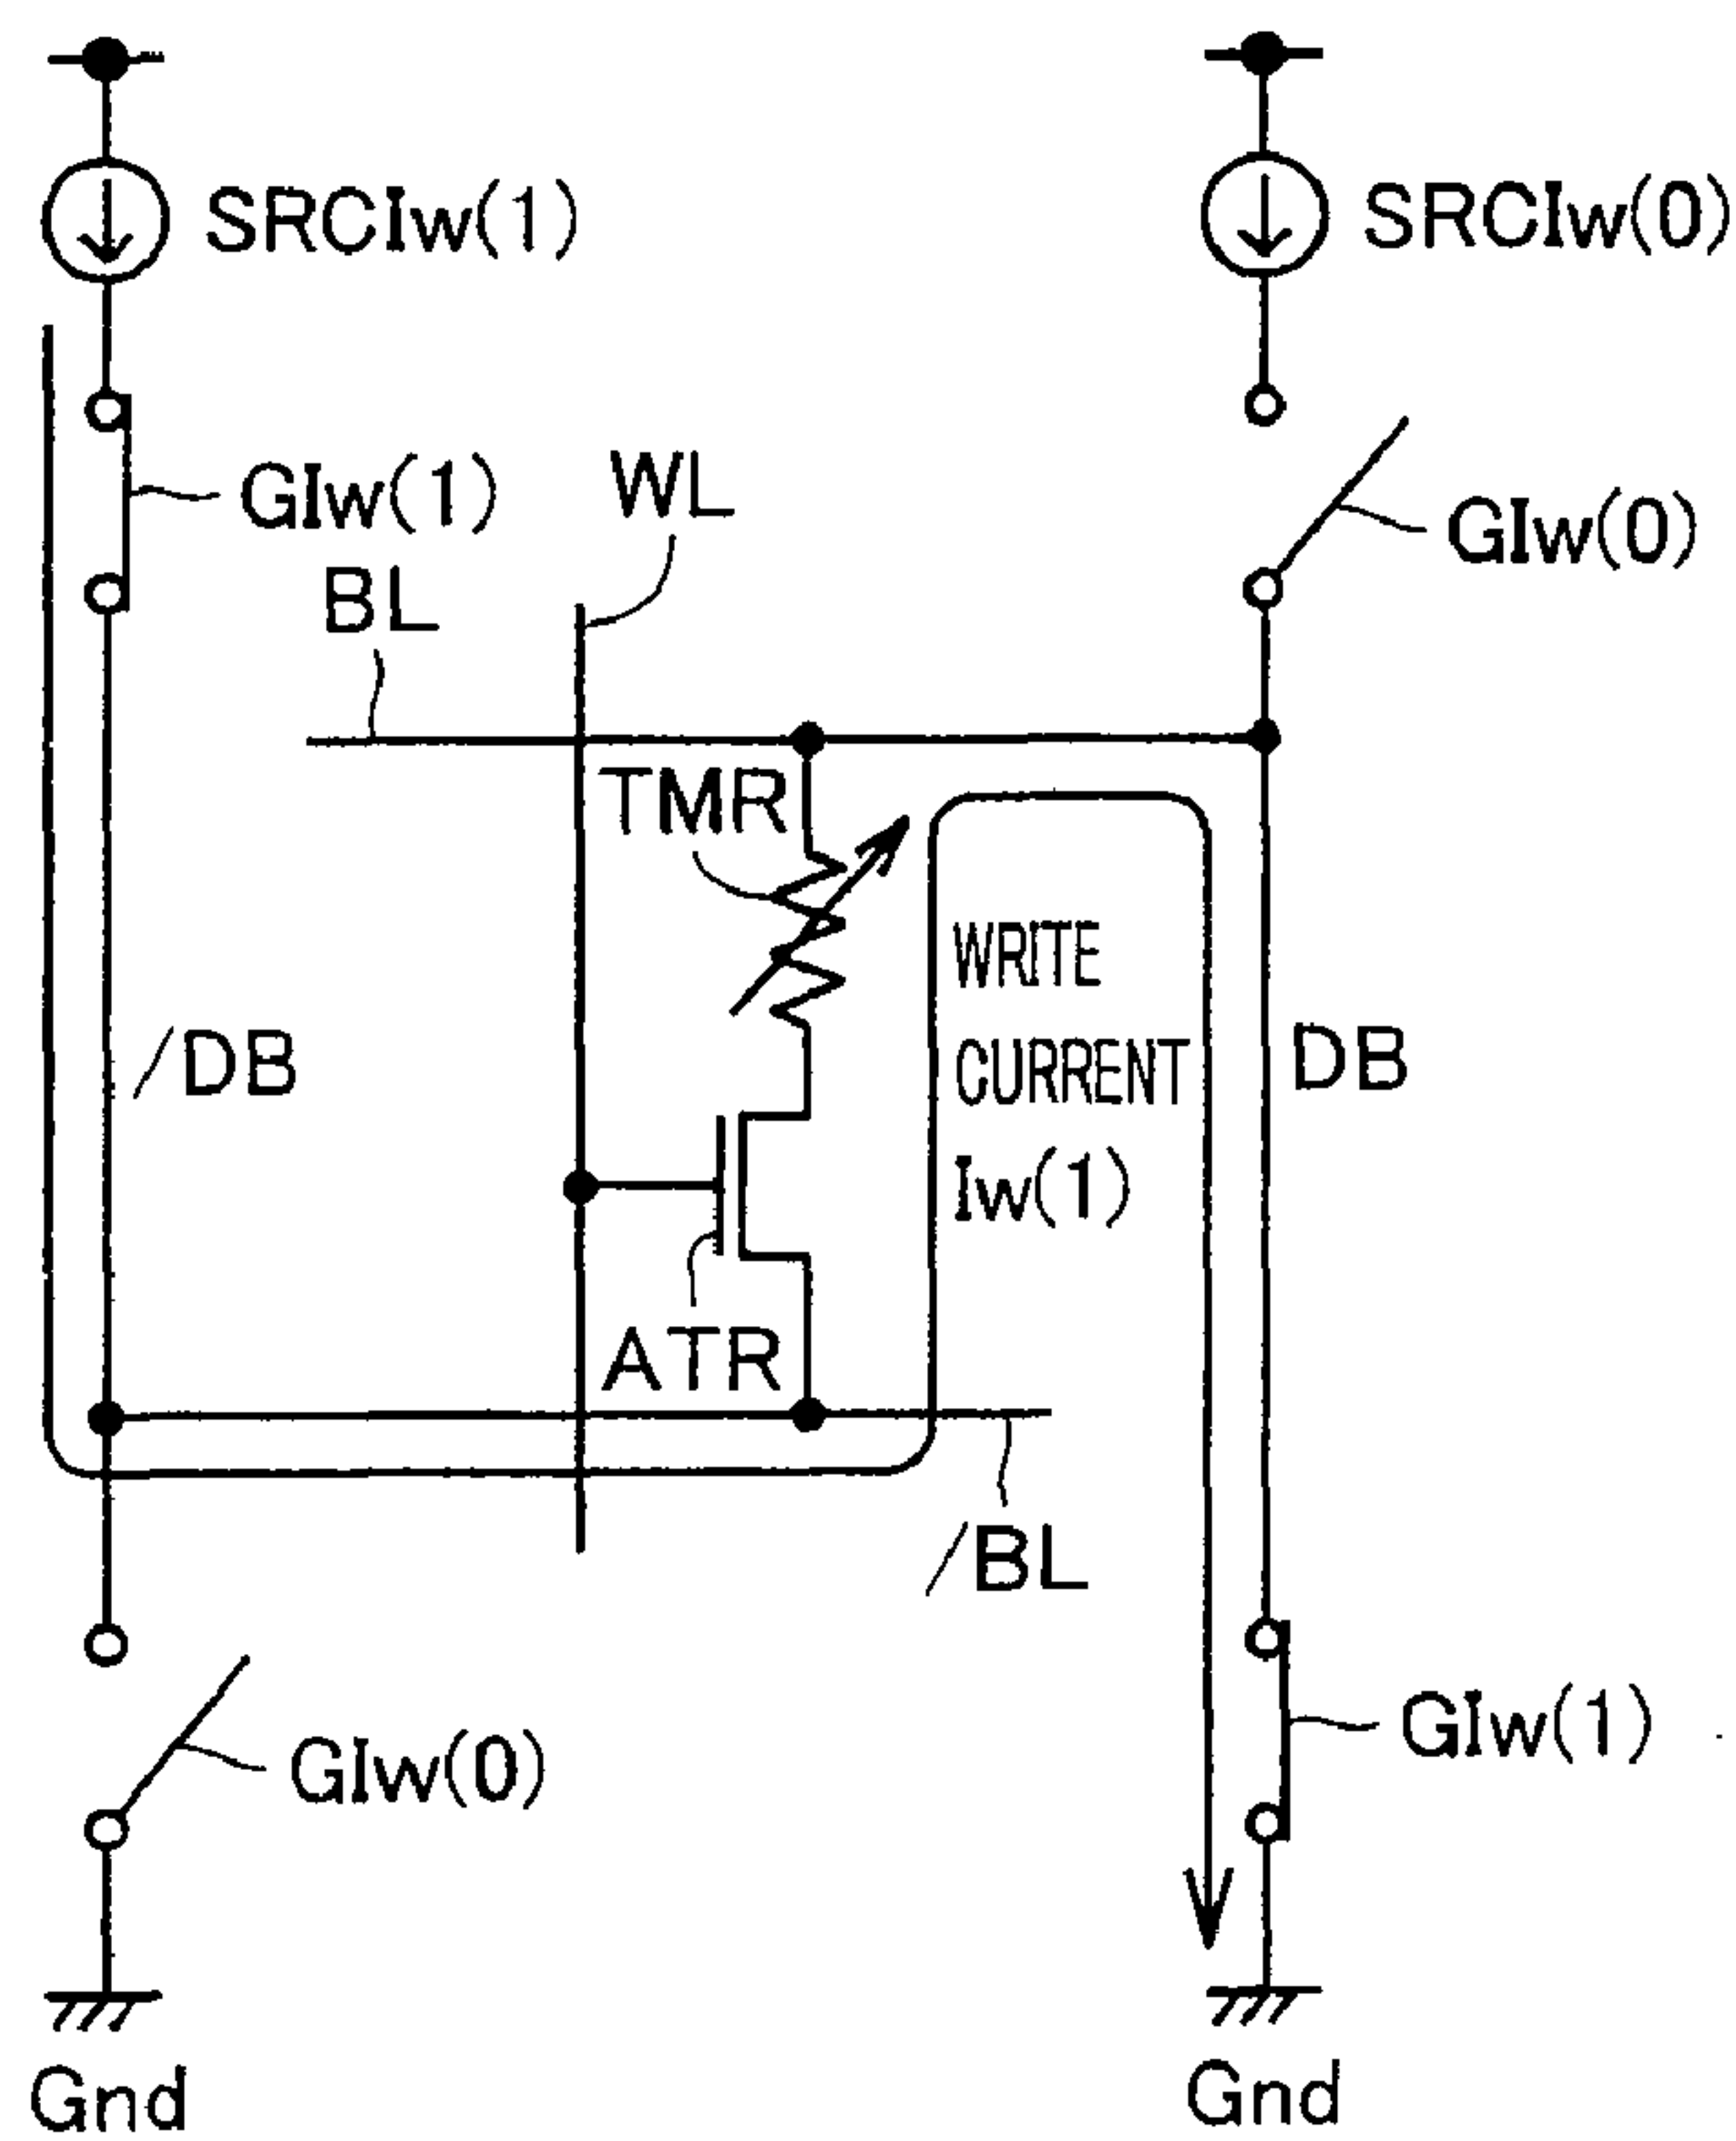 SRCIw(1)
SRCIw(0)
GIw(1)
WL
GIw(0)
BL
TMR
WRITE
CURRENT
Iw(1)
/DB
DB
ATR
/BL
GIw(1)
GIw(0)
Gnd
Gnd